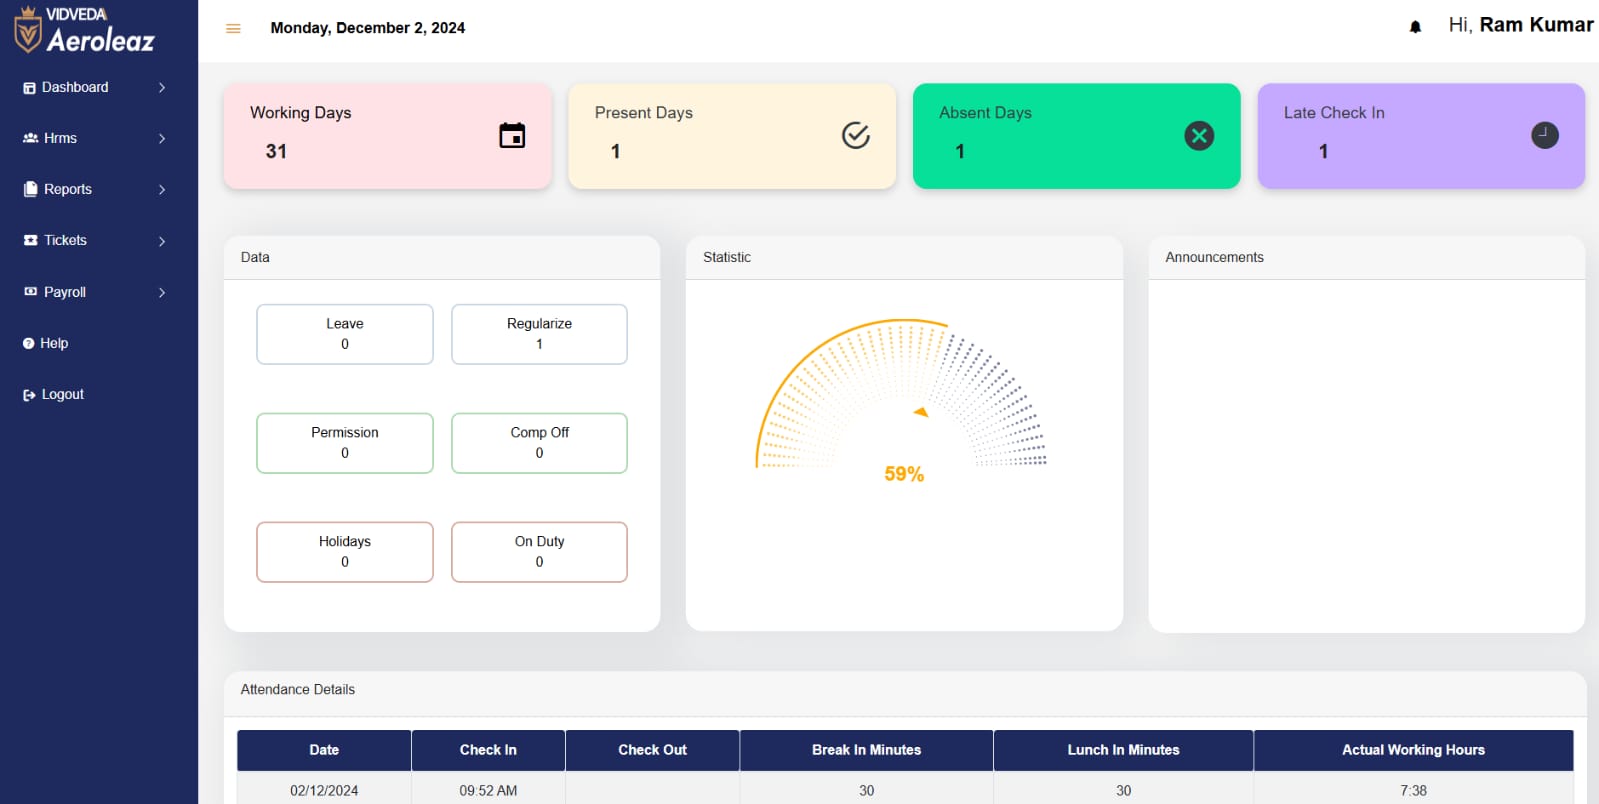 VIDVEDA
Aeroleaz
Monday, December 2, 2024
Hi, Ram Kumar
Dashboard
Hrms
Reports
Tickets
Payroll
Help
Logout
Working Days
31
Present Days
1
Absent Days
1
Late Check In
1
Data
Leave
0
Regularize
1
Permission
0
Comp Off
0
Holidays
0
On Duty
0
Statistic
59%
Announcements
Attendance Details
Date Check In Check Out Break In Minutes Lunch In Minutes Actual Working Hours
02/12/2024 09:52 AM 30 30 7:38